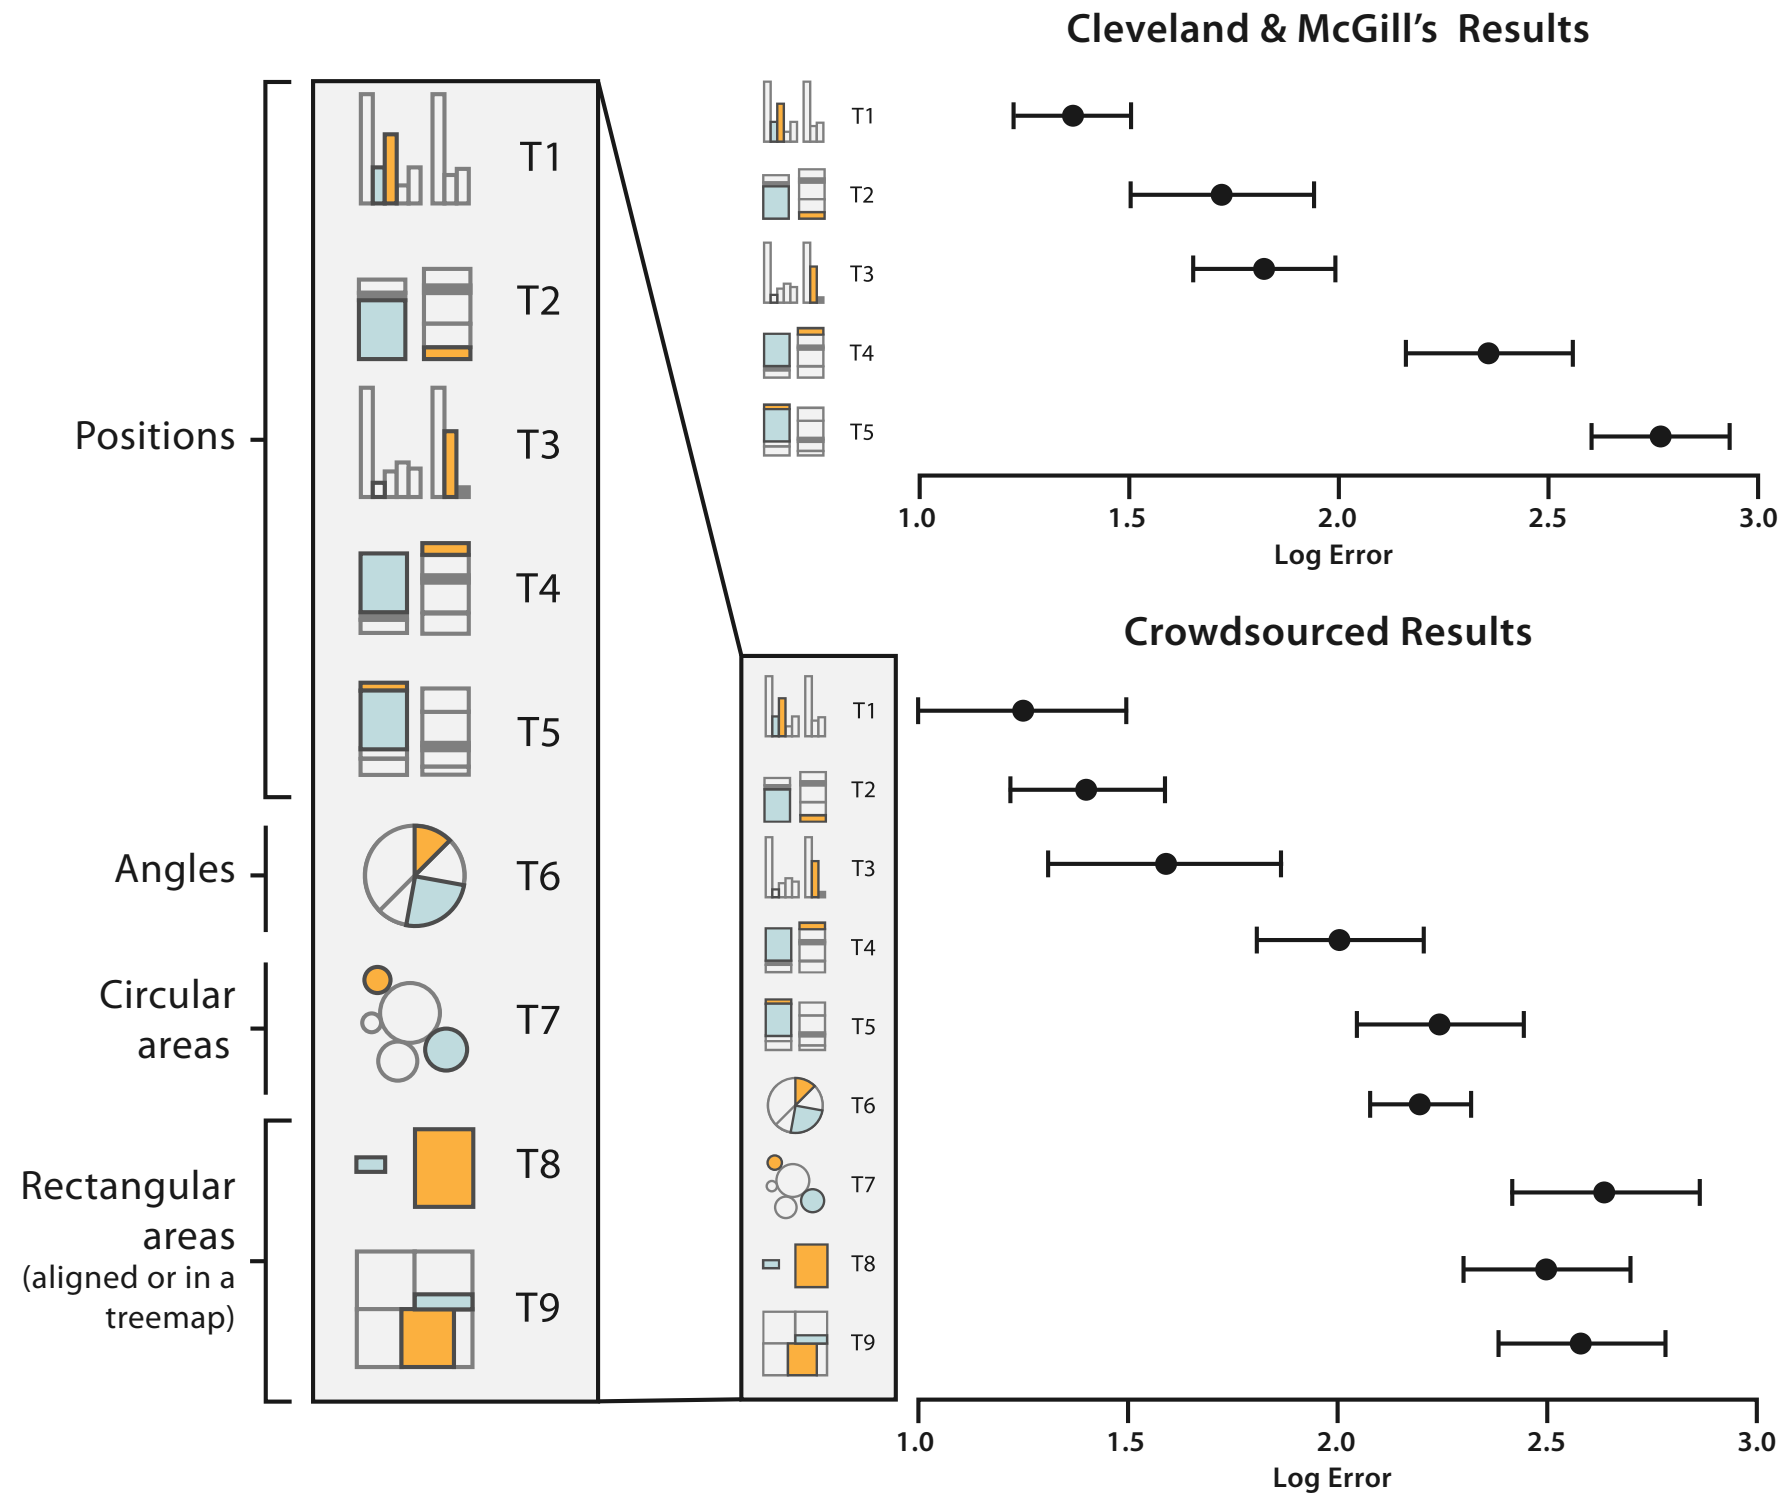 Cleveland & McGill's Results
Positions
T1
T2
T3
T4
T5
Angles
T6
Circular
areas
T7
Rectangular
areas
(aligned or in a
treemap)
T8
T9
T1
T2
T3
T4
T5
1.0 1.5 2.0 2.5 3.0
Log Error
Crowdsourced Results
T1
T2
T3
T4
T5
T6
T7
T8
T9
1.0 1.5 2.0 2.5 3.0
Log Error